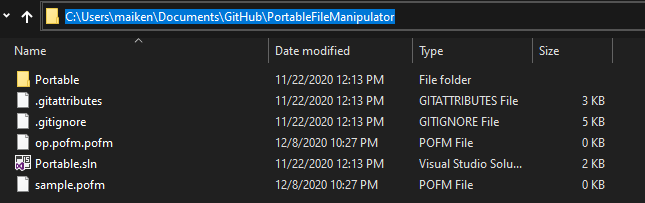 C:\Users\maiken\Documents\GitHub\PortableFileManipulator
Name Date modified Type Size
Portable 11/22/2020 12:13 PM File folder
.gitattributes 11/22/2020 12:13 PM GITATTRIBUTES File 3 KB
.gitignore 11/22/2020 12:13 PM GITIGNORE File 5 KB
op.pofm.pofm 12/8/2020 10:27 PM POFM File 0 KB
Portable.sln 11/22/2020 12:13 PM Visual Studio Solu... 2 KB
sample.pofm 12/8/2020 10:27 PM POFM File 0 KB